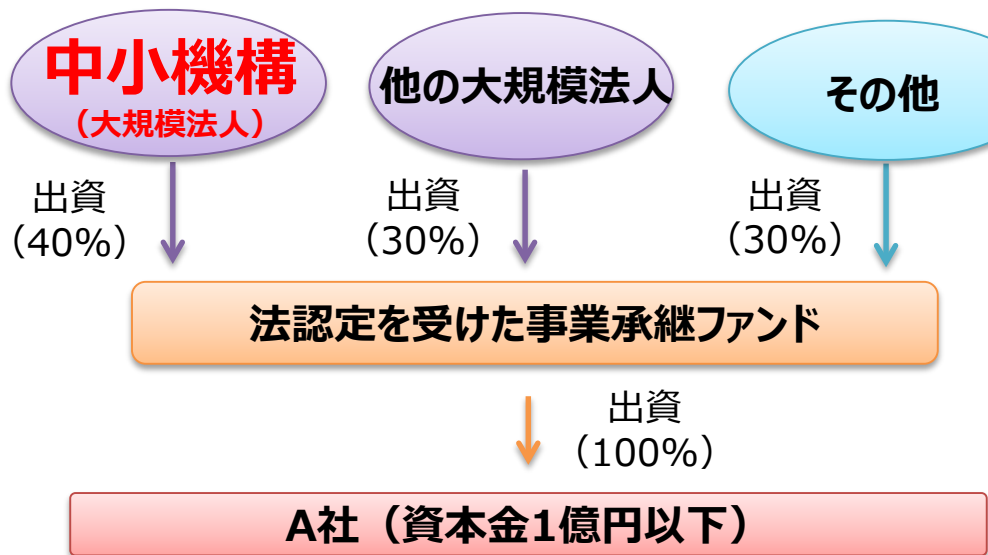 中小機構
（大規模法人）
他の大規模法人
その他
出資
（40%）
出資
（30%）
出資
（30%）
法認定を受けた事業承継ファンド
出資
（100%）
A社（資本金1億円以下）